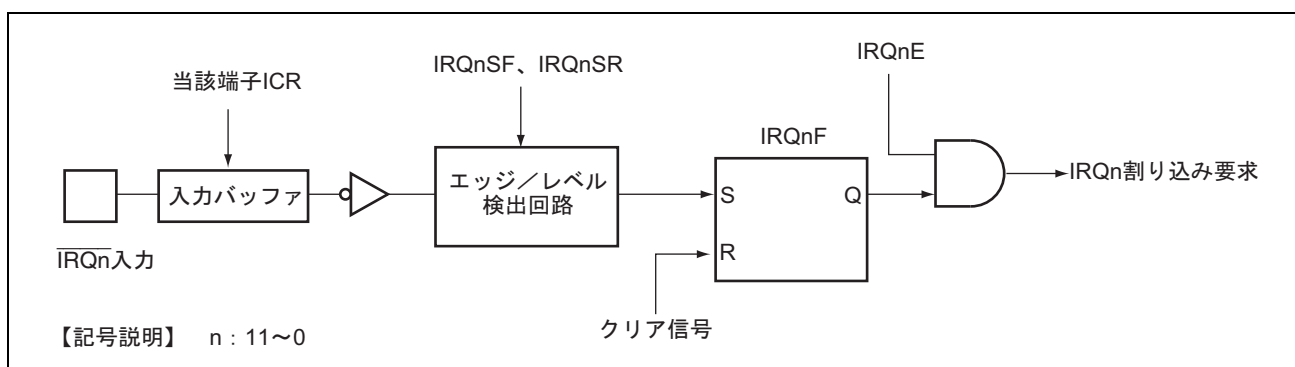 IRQnE
IRQnSF、IRQnSR
当該端子ICR
IRQnF
入力バッファ
エッジ／レベル
検出回路
S
Q
IRQn割り込み要求
R
IRQn入力
クリア信号
【記号説明】 n：11～0